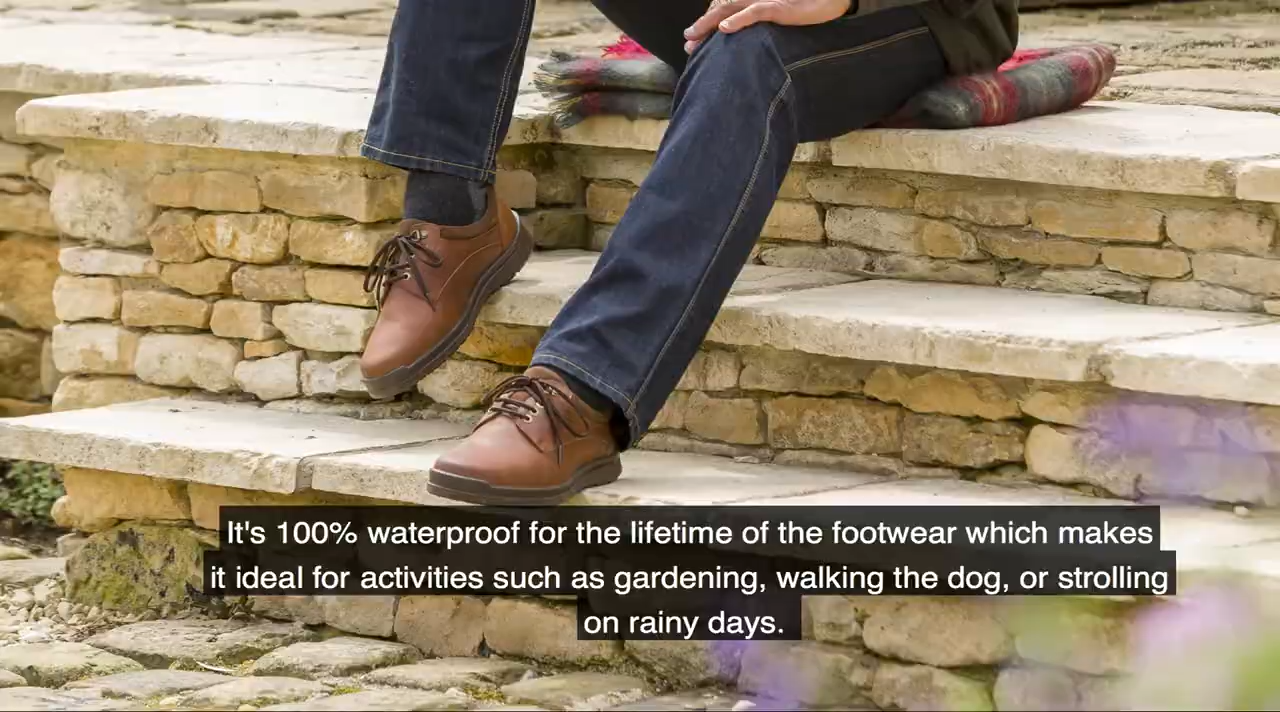 It's 100% waterproof for the lifetime of the footwear which makes
it ideal for activities such as gardening, walking the dog, or strolling
on rainy days.